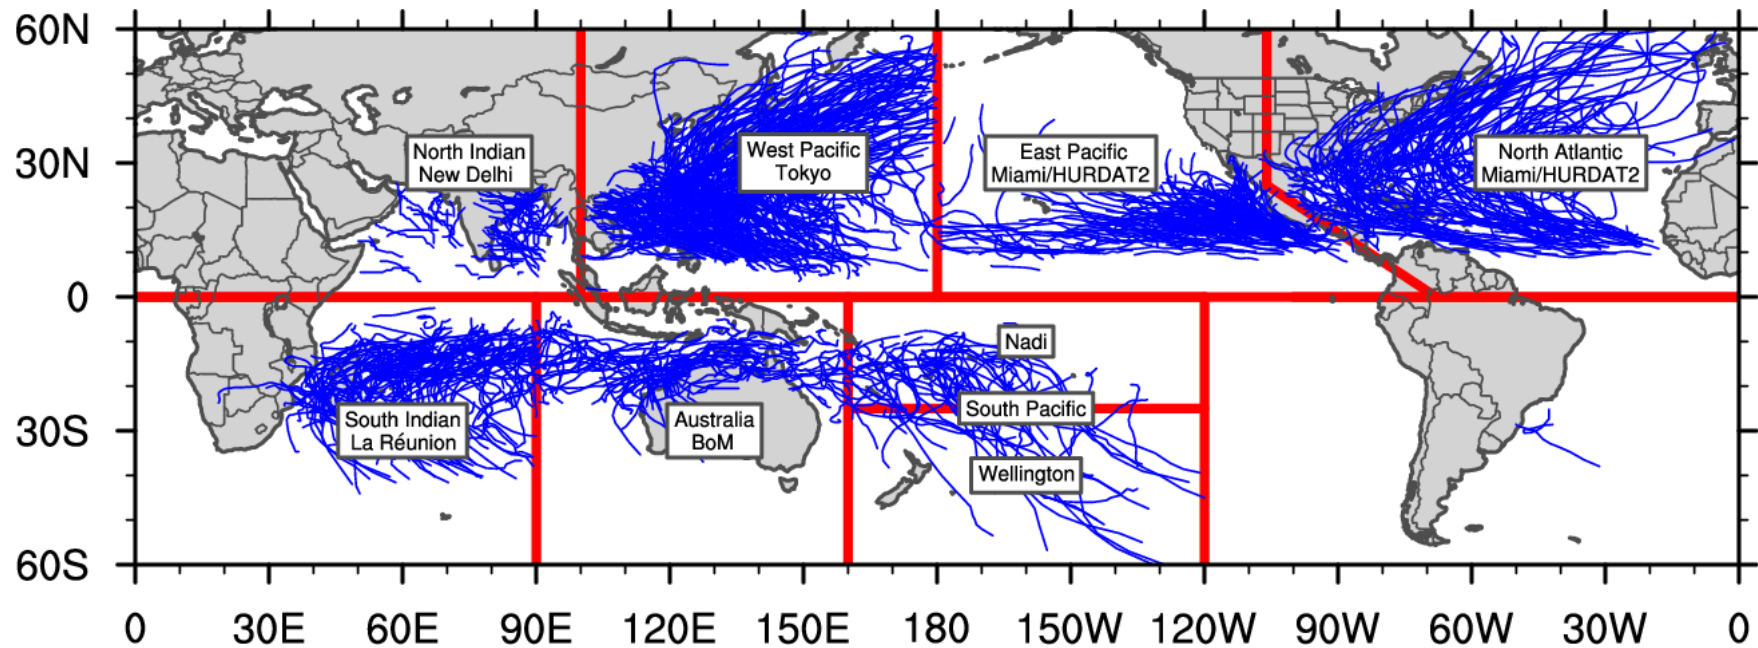 60N
30N
0
30S
60S
North Indian
New Delhi
West Pacific
Tokyo
East Pacific
Miami/HURDAT2
North Atlantic
Miami/HURDAT2
Nadi
South Indian
La Réunion
Australia
BoM
South Pacific
Wellington
0
30E
60E
90E
120E
150E
180
150W
120W
90W
60W
30W
0